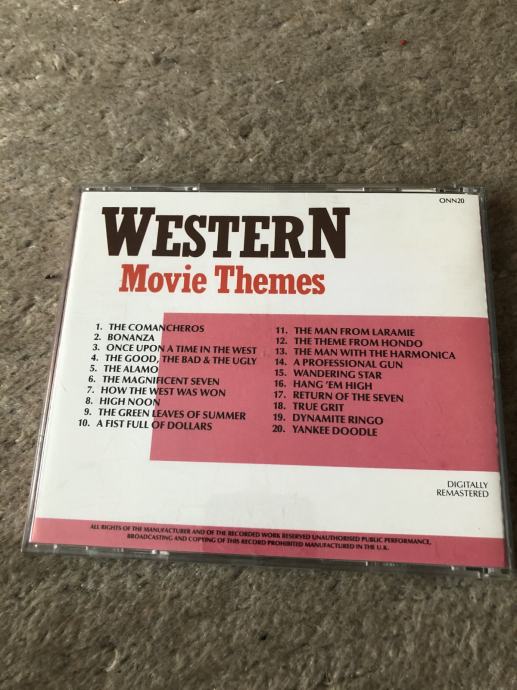 ONN20
WESTERN
Movie Themes
1. THE COMANCHEROS
2. BONANZA
3. ONCE UPON A TIME IN THE WEST
4. THE GOOD, THE BAD & THE UGLY
5. THE ALAMO
6. THE MAGNIFICENT SEVEN
7. HOW THE WEST WAS WON
8. HIGH NOON
9. THE GREEN LEAVES OF SUMMER
10. A FIST FULL OF DOLLARS
11. THE MAN FROM LARAMIE
12. THE THEME FROM HONDO
13. THE MAN WITH THE HARMONICA
14. A PROFESSIONAL GUN
15. WANDERING STAR
16. HANG 'EM HIGH
17. RETURN OF THE SEVEN
18. TRUE GRIT
19. DYNAMITE RINGO
20. YANKEE DOODLE
DIGITALLY
REMASTERED
ALL RIGHTS OF THE MANUFACTURER AND OF THE RECORDED WORK RESERVED UNAUTHORISED PUBLIC PERFORMANCE,
BROADCASTING AND COPYING OF THIS RECORD PROHIBITED MANUFACTURED IN THE U.K.